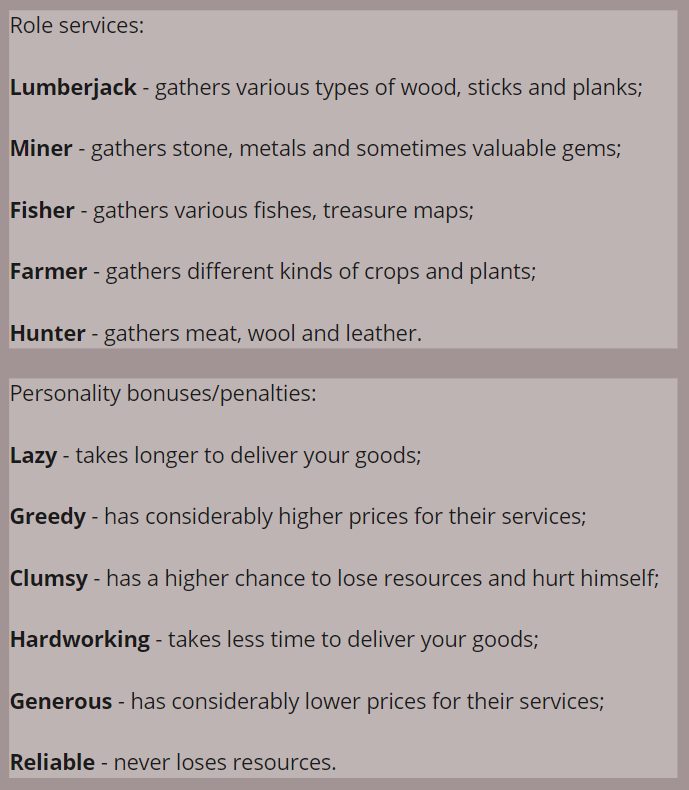 Role services:
Lumberjack - gathers various types of wood, sticks and planks;
Miner - gathers stone, metals and sometimes valuable gems;
Fisher - gathers various fishes, treasure maps;
Farmer - gathers different kinds of crops and plants;
Hunter - gathers meat, wool and leather.
Personality bonuses/penalties:
Lazy - takes longer to deliver your goods;
Greedy - has considerably higher prices for their services;
Clumsy - has a higher chance to lose resources and hurt himself;
Hardworking - takes less time to deliver your goods;
Generous - has considerably lower prices for their services;
Reliable - never loses resources.